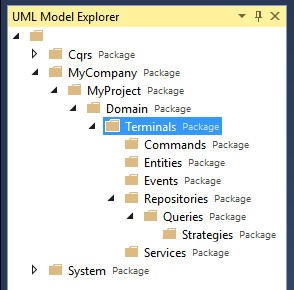 UML Model Explorer
Cqrs Package
MyCompany Package
MyProject Package
Domain Package
Terminals Package
Commands Package
Entities Package
Events Package
Repositories Package
Queries Package
Strategies Package
Services Package
System Package